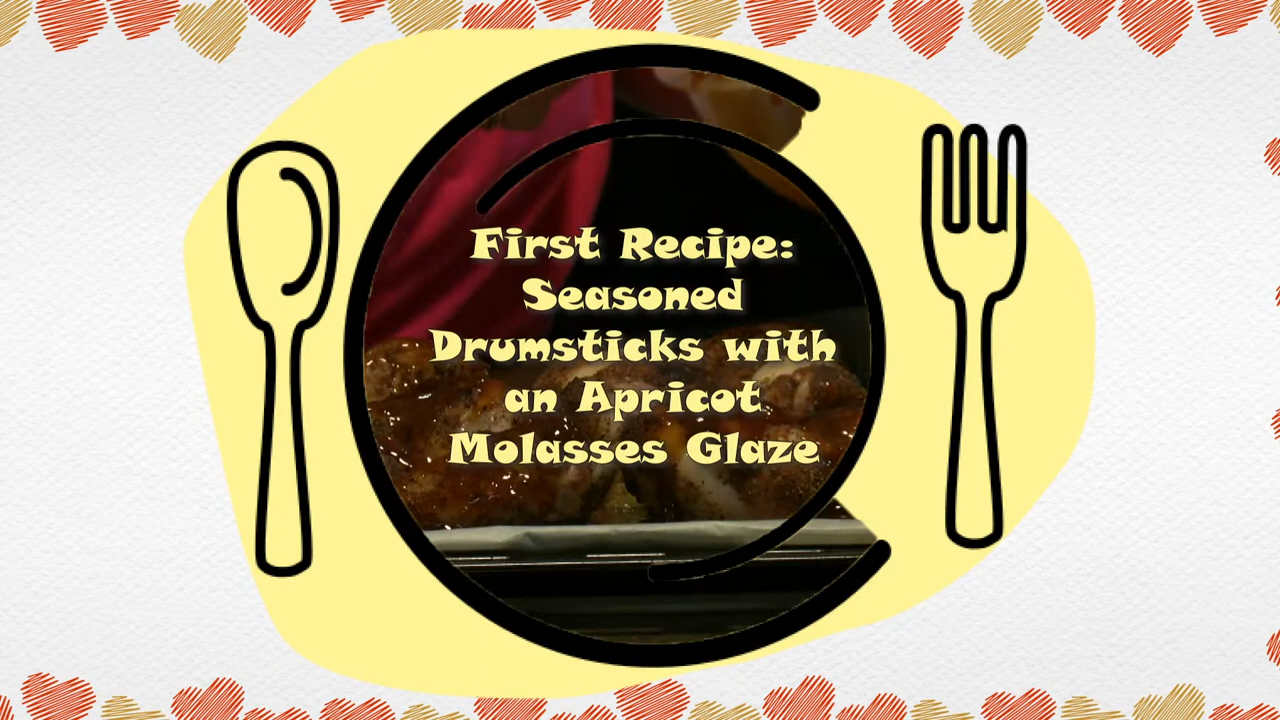 First Recipe:
Seasoned
Drumsticks with
an Apricot
Molasses Glaze